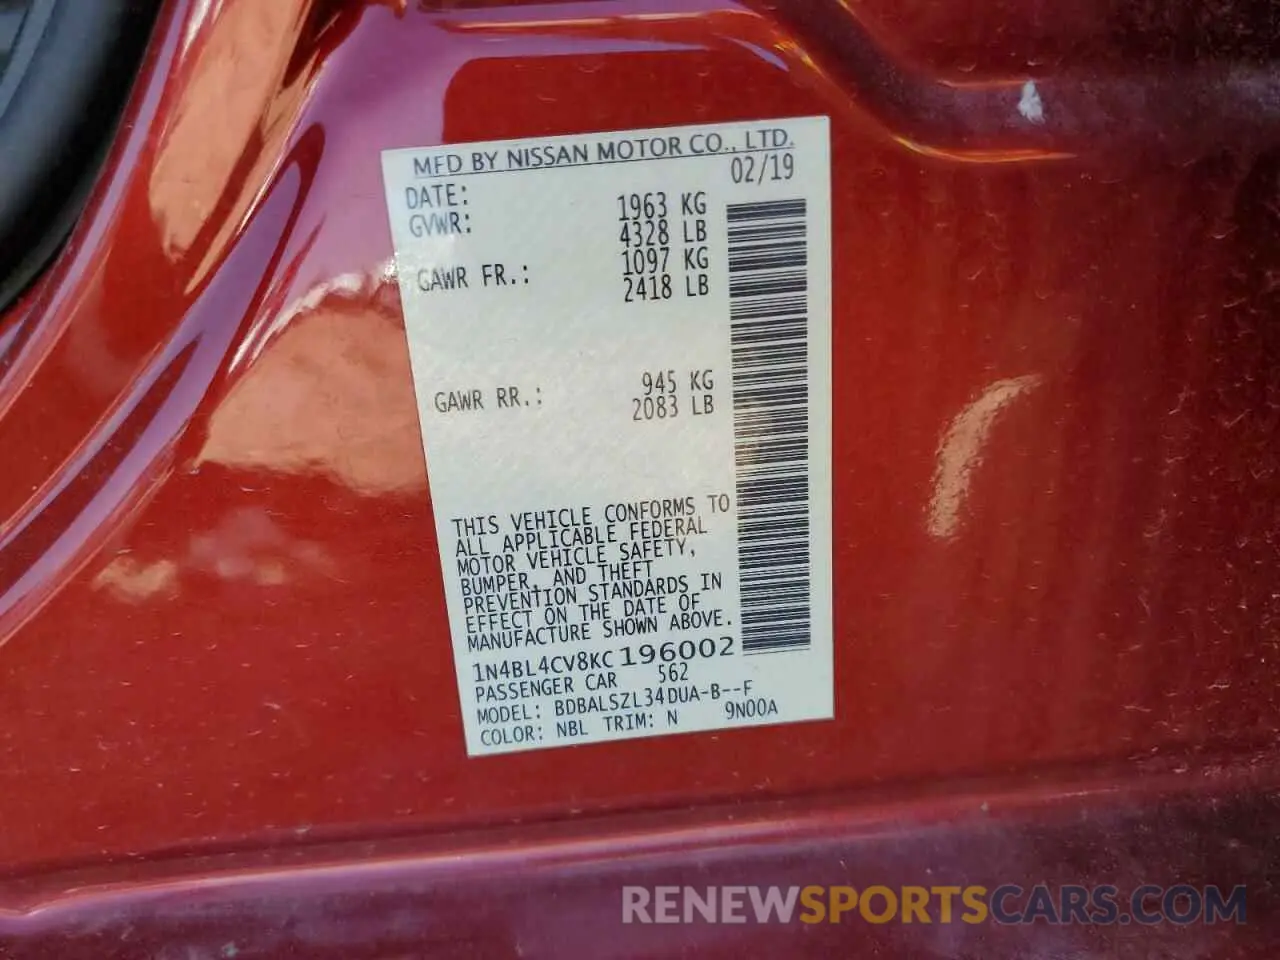 MFD BY NISSAN MOTOR CO., LTD.
DATE: 02/19
GVWR: 1963 KG
4328 LB
GAWR FR.: 1097 KG
2418 LB
GAWR RR.: 945 KG
2083 LB
THIS VEHICLE CONFORMS TO
ALL APPLICABLE FEDERAL
MOTOR VEHICLE SAFETY,
BUMPER, AND THEFT
PREVENTION STANDARDS IN
EFFECT ON THE DATE OF
MANUFACTURE SHOWN ABOVE.
1N4BL4CV8KC196002
PASSENGER CAR 562
MODEL: BDBALSZL34DUA-B--F
COLOR: NBL TRIM: N 9N00A
RENEWSPORTSCARS.COM